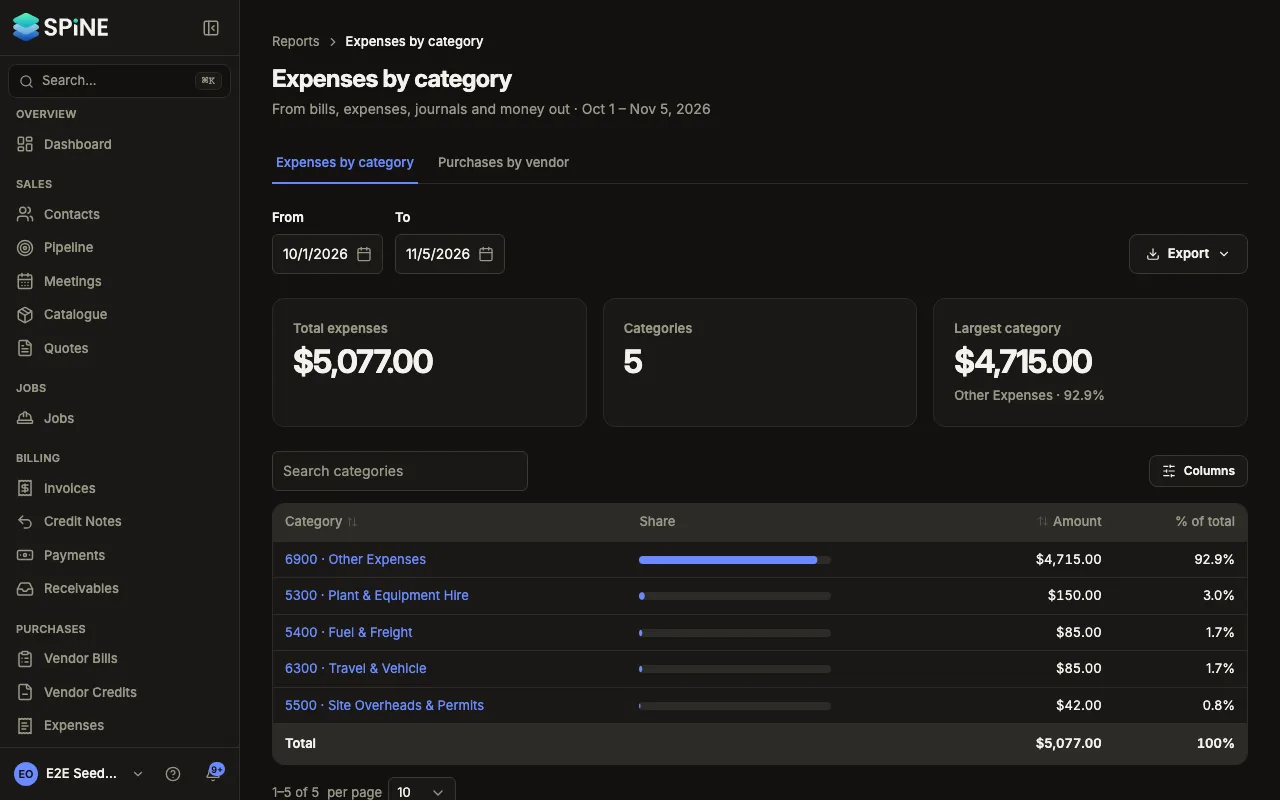 SPiNE
Search... ⌘K
OVERVIEW
Dashboard
SALES
Contacts
Pipeline
Meetings
Catalogue
Quotes
JOBS
Jobs
BILLING
Invoices
Credit Notes
Payments
Receivables
PURCHASES
Vendor Bills
Vendor Credits
Expenses
EO E2E Seed... 9+
Reports > Expenses by category
Expenses by category
From bills, expenses, journals and money out · Oct 1 – Nov 5, 2026
Expenses by category Purchases by vendor
From To
10/1/2026 11/5/2026 Export
Total expenses
$5,077.00
Categories
5
Largest category
$4,715.00
Other Expenses · 92.9%
Search categories Columns
Category Share Amount % of total
6900 · Other Expenses $4,715.00 92.9%
5300 · Plant & Equipment Hire $150.00 3.0%
5400 · Fuel & Freight $85.00 1.7%
6300 · Travel & Vehicle $85.00 1.7%
5500 · Site Overheads & Permits $42.00 0.8%
Total $5,077.00 100%
1–5 of 5 per page 10